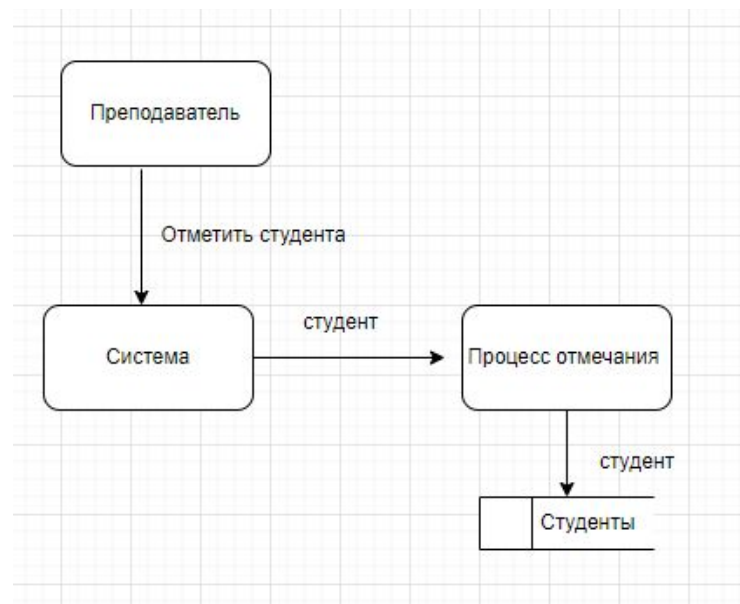 Преподаватель
Отметить студента
Система
студент
Процесс отмечания
студент
Студенты